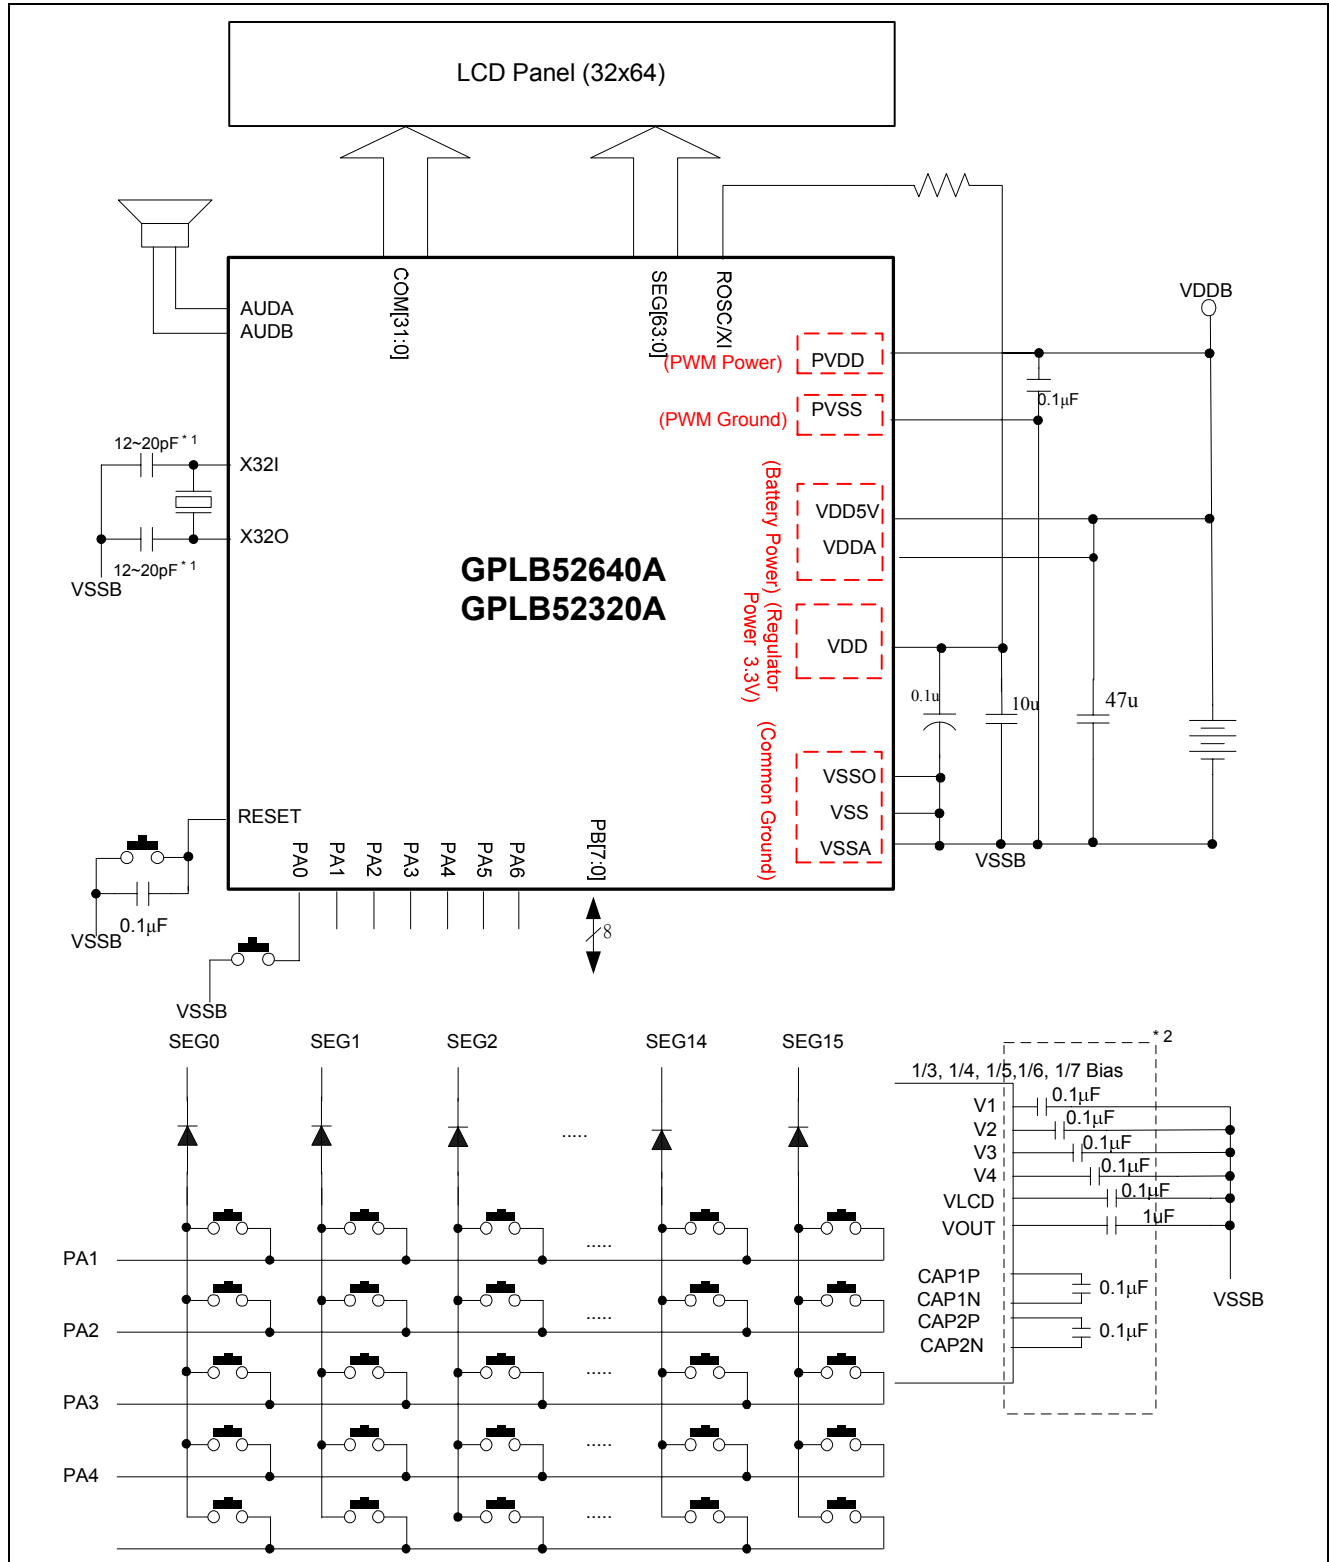 LCD Panel (32x64)
COM[31:0]
SEG[63:0]
ROSC/XI
AUDA
AUDB
VDDB
(PWM Power)
PVDD
0.1μF
(PWM Ground)
PVSS
12~20pF * 1
X32I
X32O
12~20pF * 1
VSSB
(Battery Power)
VDD5V
VDDA
GPLB52640A
GPLB52320A
(Regulator
Power 3.3V)
VDD
0.1u
10u
47u
(Common Ground)
VSSO
VSS
VSSA
VSSB
RESET
0.1μF
VSSB
PA0
PA1
PA2
PA3
PA4
PA5
PA6
PB[7:0]
8
VSSB
SEG0
SEG1
SEG2
SEG14
SEG15
.....
.....
PA1
.....
PA2
.....
PA3
.....
PA4
.....
* 2
1/3, 1/4, 1/5,1/6, 1/7 Bias
V1
0.1μF
V2
0.1μF
V3
0.1μF
V4
0.1μF
VLCD
0.1μF
VOUT
1uF
CAP1P
CAP1N
0.1μF
CAP2P
CAP2N
0.1μF
VSSB